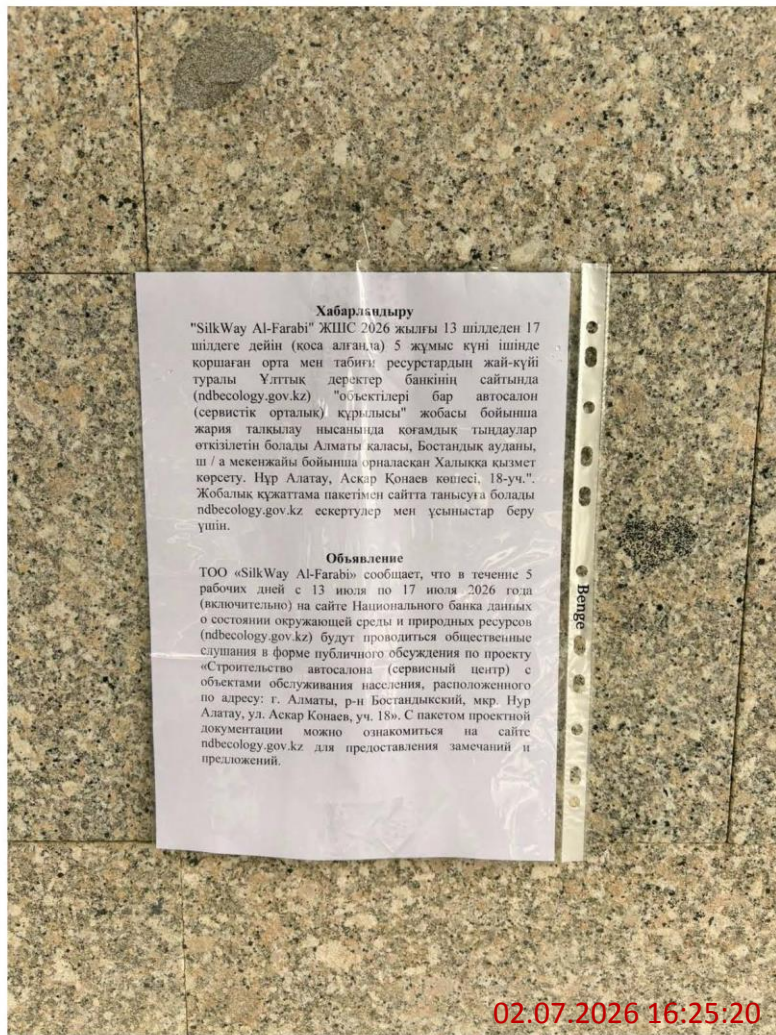 Хабарландыру
"SilkWay Al-Farabi" ЖШС 2026 жылғы 13 шілдеден 17
шілдеге дейін (қоса алғанда) 5 жұмыс күні ішінде
қоршаған орта мен табиғи ресурстардың жай-күйі
туралы Ұлттық деректер банкінің сайтында
(ndbecology.gov.kz) "объектілері бар автосалон
(сервистік орталық) құрылысы" жобасы бойынша
жария талқылау нысанында қоғамдық тыңдаулар
өткізілетін болады Алматы қаласы, Бостандық ауданы,
ш / а мекенжайы бойынша орналасқан Халыққа қызмет
көрсету. Нұр Алатау, Асқар Қонаев көшесі, 18-уч.".
Жобалық құжаттама пакетімен сайтта танысуға болады
ndbecology.gov.kz ескертулер мен ұсыныстар беру
үшін.
Объявление
ТОО «SilkWay Al-Farabi» сообщает, что в течение 5
рабочих дней с 13 июля по 17 июля 2026 года
(включительно) на сайте Национального банка данных
о состоянии окружающей среды и природных ресурсов
(ndbecology.gov.kz) будут проводиться общественные
слушания в форме публичного обсуждения по проекту
«Строительство автосалона (сервисный центр) с
объектами обслуживания населения, расположенного
по адресу: г. Алматы, р-н Бостандыкский, мкр. Нур
Алатау, ул. Аскар Конаев, уч. 18». С пакетом проектной
документации можно ознакомиться на сайте
ndbecology.gov.kz для предоставления замечаний и
предложений.
Benge
02.07.2026 16:25:20